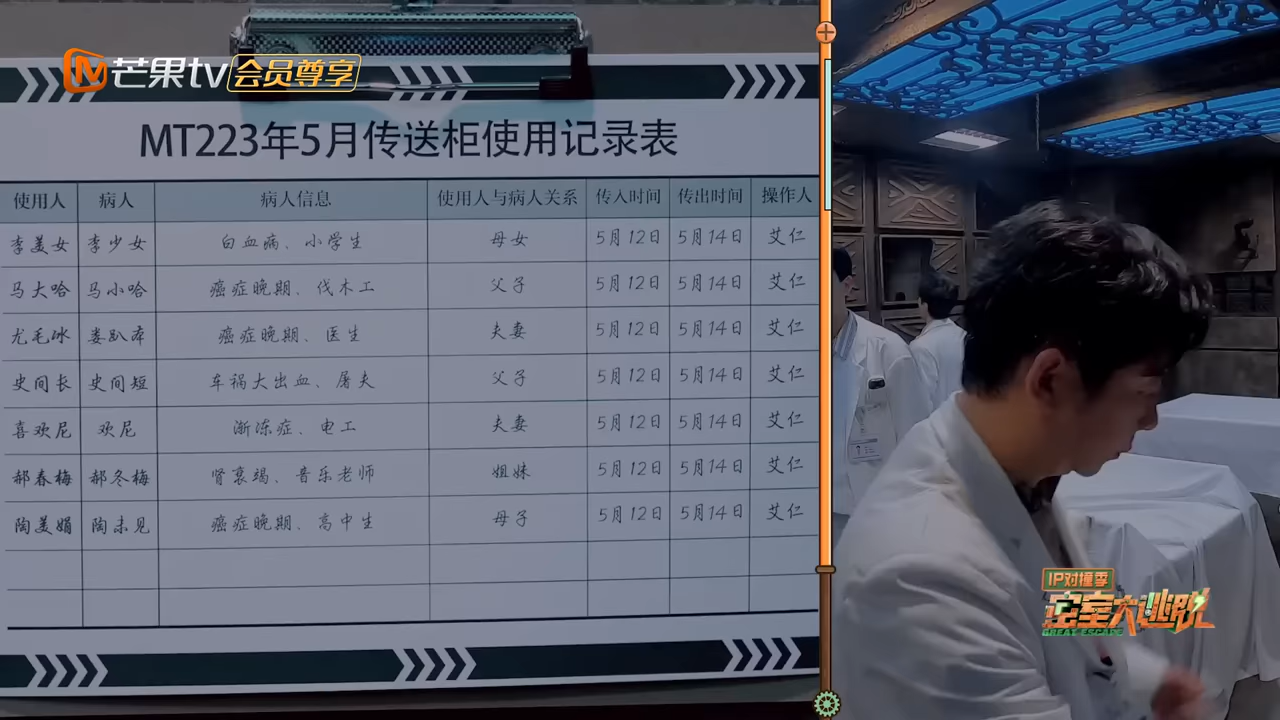 芒果tv 会员尊享
MT223年5月传送柜使用记录表
使用人 病人 病人信息 使用人与病人关系 传入时间 传出时间 操作人
李美女 李少女 白血病、小学生 母女 5月12日 5月14日 艾仁
马大哈 马小哈 癌症晚期、伐木工 父子 5月12日 5月14日 艾仁
尤毛冰 娄趴布 癌症晚期、医生 夫妻 5月12日 5月14日 艾仁
史间长 史间短 车祸大出血、屠夫 父子 5月12日 5月14日 艾仁
喜欢尼 欢尼 渐冻症、电工 夫妻 5月12日 5月14日 艾仁
郝春梅 郝冬梅 肾衰竭、音乐老师 姐妹 5月12日 5月14日 艾仁
陶美娟 陶未见 癌症晚期、高中生 母子 5月12日 5月14日 艾仁
IP对撞季
密室大逃脱
GREAT ESCAPE